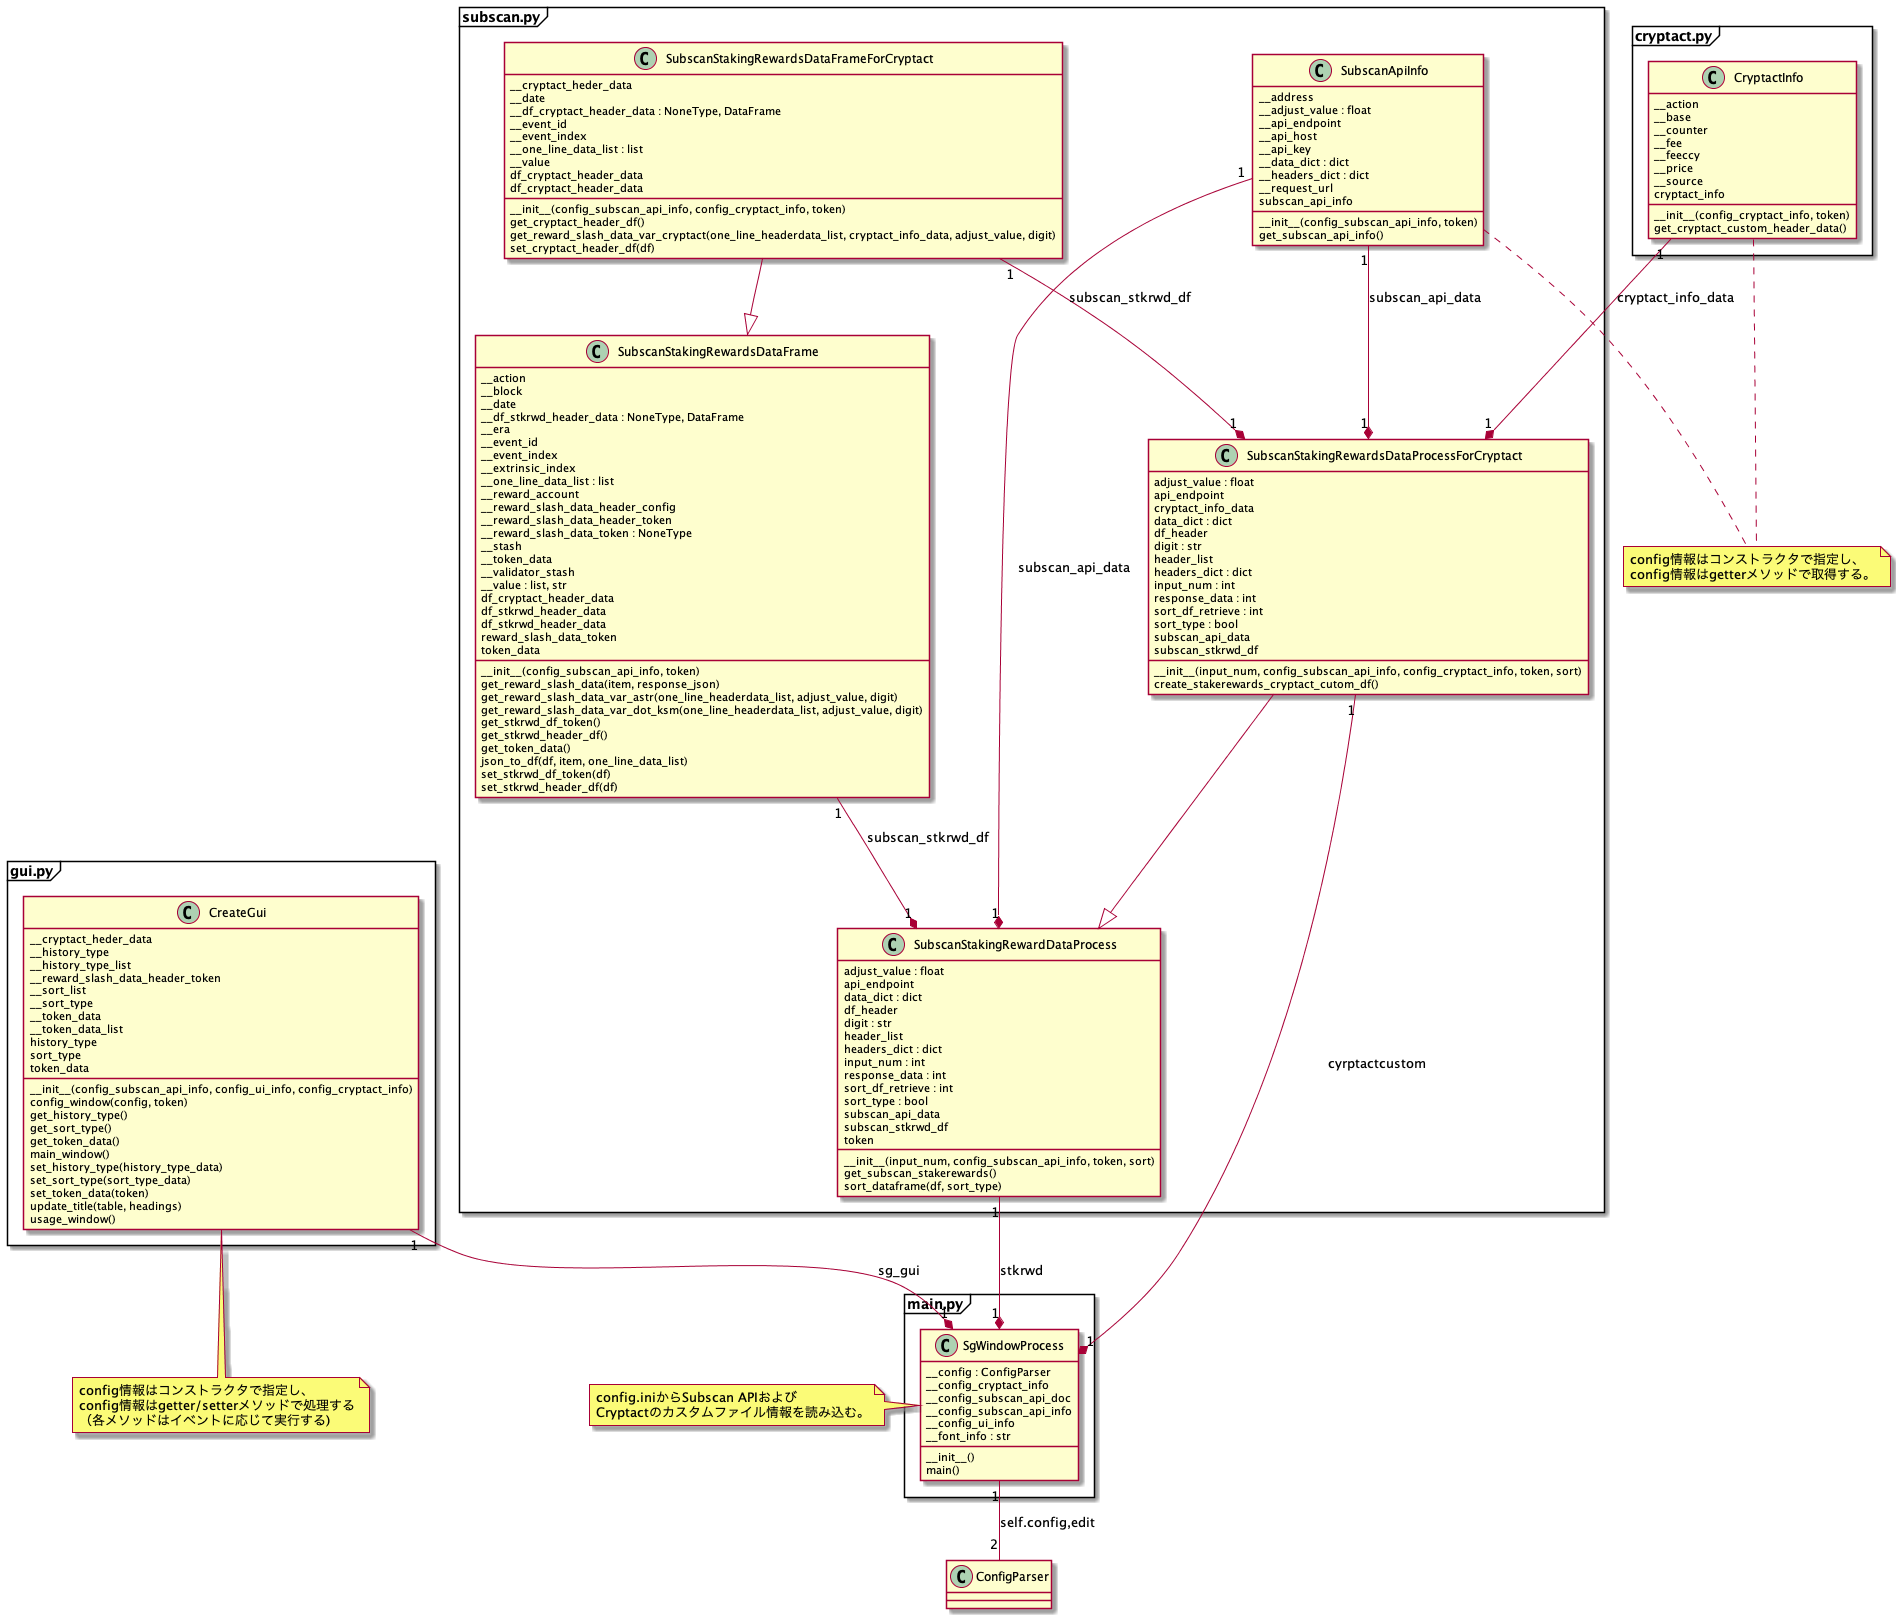 subscan.py
SubscanStakingRewardsDataFrameForCryptact
__cryptact_heder_data
__date
__df_cryptact_header_data : NoneType, DataFrame
__event_id
__event_index
__one_line_data_list : list
__value
df_cryptact_header_data
df_cryptact_header_data
__init__(config_subscan_api_info, config_cryptact_info, token)
get_cryptact_header_df()
get_reward_slash_data_var_cryptact(one_line_headerdata_list, cryptact_info_data, adjust_value, digit)
set_cryptact_header_df(df)
SubscanApiInfo
__address
__adjust_value : float
__api_endpoint
__api_host
__api_key
__data_dict : dict
__headers_dict : dict
__request_url
subscan_api_info
__init__(config_subscan_api_info, token)
get_subscan_api_info()
cryptact.py
CryptactInfo
__action
__base
__counter
__fee
__feeccy
__price
__source
cryptact_info
__init__(config_cryptact_info, token)
get_cryptact_custom_header_data()
1
1
1
1
subscan_stkrwd_df
subscan_api_data
cryptact_info_data
SubscanStakingRewardsDataFrame
__action
__block
__date
__df_stkrwd_header_data : NoneType, DataFrame
__era
__event_id
__event_index
__extrinsic_index
__one_line_data_list : list
__reward_account
__reward_slash_data_header_config
__reward_slash_data_header_token
__reward_slash_data_token : NoneType
__stash
__token_data
__validator_stash
__value : list, str
df_cryptact_header_data
df_stkrwd_header_data
df_stkrwd_header_data
reward_slash_data_token
token_data
__init__(config_subscan_api_info, token)
get_reward_slash_data(item, response_json)
get_reward_slash_data_var_astr(one_line_headerdata_list, adjust_value, digit)
get_reward_slash_data_var_dot_ksm(one_line_headerdata_list, adjust_value, digit)
get_stkrwd_df_token()
get_stkrwd_header_df()
get_token_data()
json_to_df(df, item, one_line_data_list)
set_stkrwd_df_token(df)
set_stkrwd_header_df(df)
1
1
1
SubscanStakingRewardsDataProcessForCryptact
adjust_value : float
api_endpoint
cryptact_info_data
data_dict : dict
df_header
digit : str
header_list
headers_dict : dict
input_num : int
response_data : int
sort_df_retrieve : int
sort_type : bool
subscan_api_data
subscan_stkrwd_df
__init__(input_num, config_subscan_api_info, config_cryptact_info, token, sort)
create_stakerewards_cryptact_cutom_df()
config情報はコンストラクタで指定し、
config情報はgetterメソッドで取得する。
subscan_api_data
1
1
subscan_stkrwd_df
1
1
SubscanStakingRewardDataProcess
adjust_value : float
api_endpoint
data_dict : dict
df_header
digit : str
header_list
headers_dict : dict
input_num : int
response_data : int
sort_df_retrieve : int
sort_type : bool
subscan_api_data
subscan_stkrwd_df
token
__init__(input_num, config_subscan_api_info, token, sort)
get_subscan_stakerewards()
sort_dataframe(df, sort_type)
gui.py
CreateGui
__cryptact_heder_data
__history_type
__history_type_list
__reward_slash_data_header_token
__sort_list
__sort_type
__token_data
__token_data_list
history_type
sort_type
token_data
__init__(config_subscan_api_info, config_ui_info, config_cryptact_info)
config_window(config, token)
get_history_type()
get_sort_type()
get_token_data()
main_window()
set_history_type(history_type_data)
set_sort_type(sort_type_data)
set_token_data(token)
update_title(table, headings)
usage_window()
cyrptactcustom
1
1
sg_gui
stkrwd
main.py
1
1
1
SgWindowProcess
__config : ConfigParser
__config_cryptact_info
__config_subscan_api_doc
__config_subscan_api_info
__config_ui_info
__font_info : str
__init__()
main()
config情報はコンストラクタで指定し、
config情報はgetter/setterメソッドで処理する
（各メソッドはイベントに応じて実行する)
config.iniからSubscan APIおよび
Cryptactのカスタムファイル情報を読み込む。
1
self.config,edit
2
ConfigParser